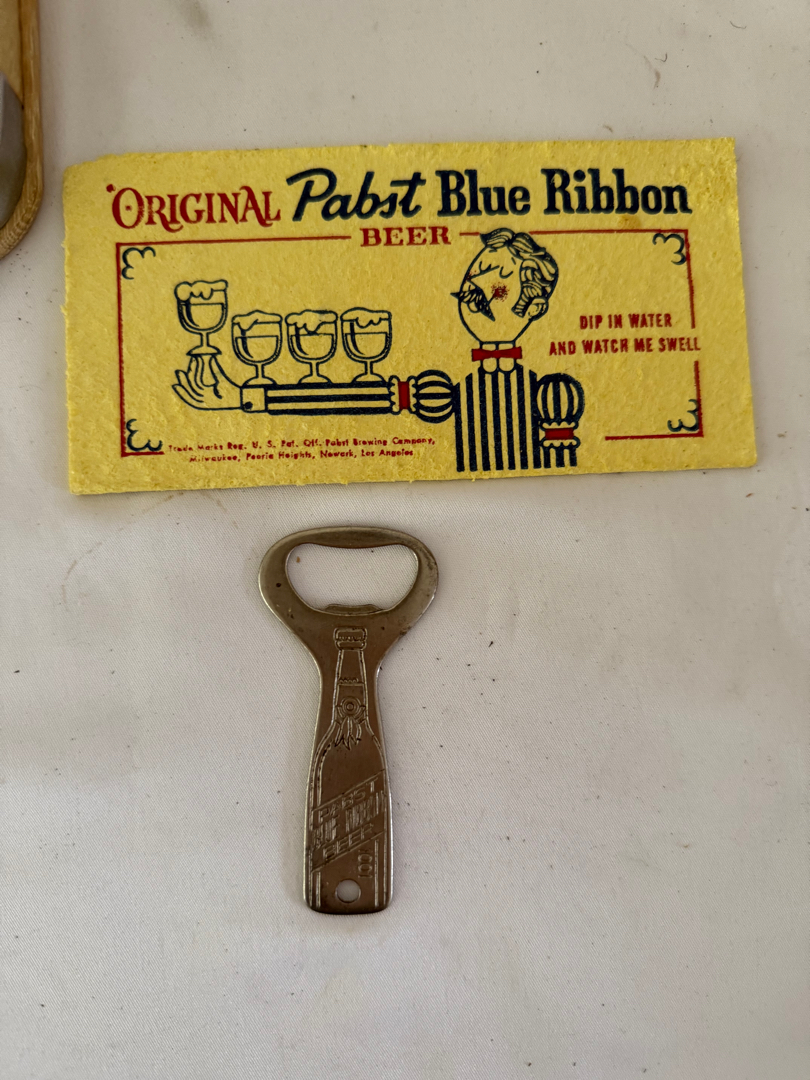 "ORIGINAL Pabst Blue Ribbon
BEER
DIP IN WATER
AND WATCH ME SWELL
Trade Marks Reg. U. S. Pat. Off. Pabst Brewing Company,
Milwaukee, Peoria Heights, Newark, Los Angeles
PABST
BLUE RIBBON
BEER
100